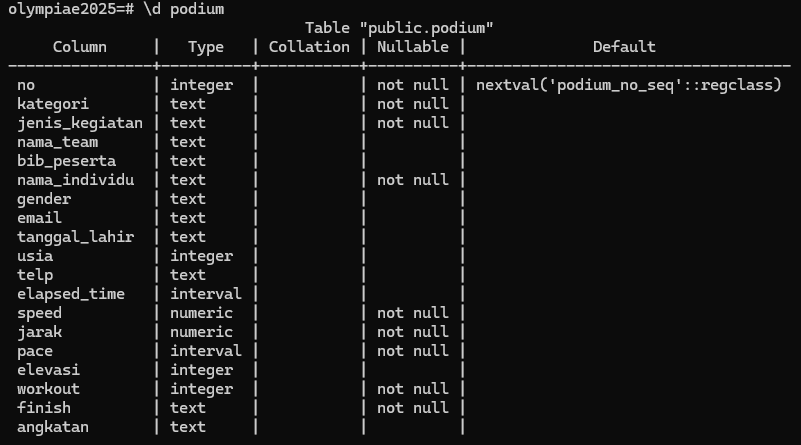 olympiae2025=# \d podium
                                  Table "public.podium"
     Column     |   Type   | Collation | Nullable |              Default
----------------+----------+-----------+----------+------------------------------------
 no             | integer  |           | not null | nextval('podium_no_seq'::regclass)
 kategori       | text     |           | not null |
 jenis_kegiatan | text     |           | not null |
 nama_team      | text     |           |          |
 bib_peserta    | text     |           |          |
 nama_individu  | text     |           | not null |
 gender         | text     |           |          |
 email          | text     |           |          |
 tanggal_lahir  | text     |           |          |
 usia           | integer  |           |          |
 telp           | text     |           |          |
 elapsed_time   | interval |           |          |
 speed          | numeric  |           | not null |
 jarak          | numeric  |           | not null |
 pace           | interval |           | not null |
 elevasi        | integer  |           |          |
 workout        | integer  |           | not null |
 finish         | text     |           | not null |
 angkatan       | text     |           |          |